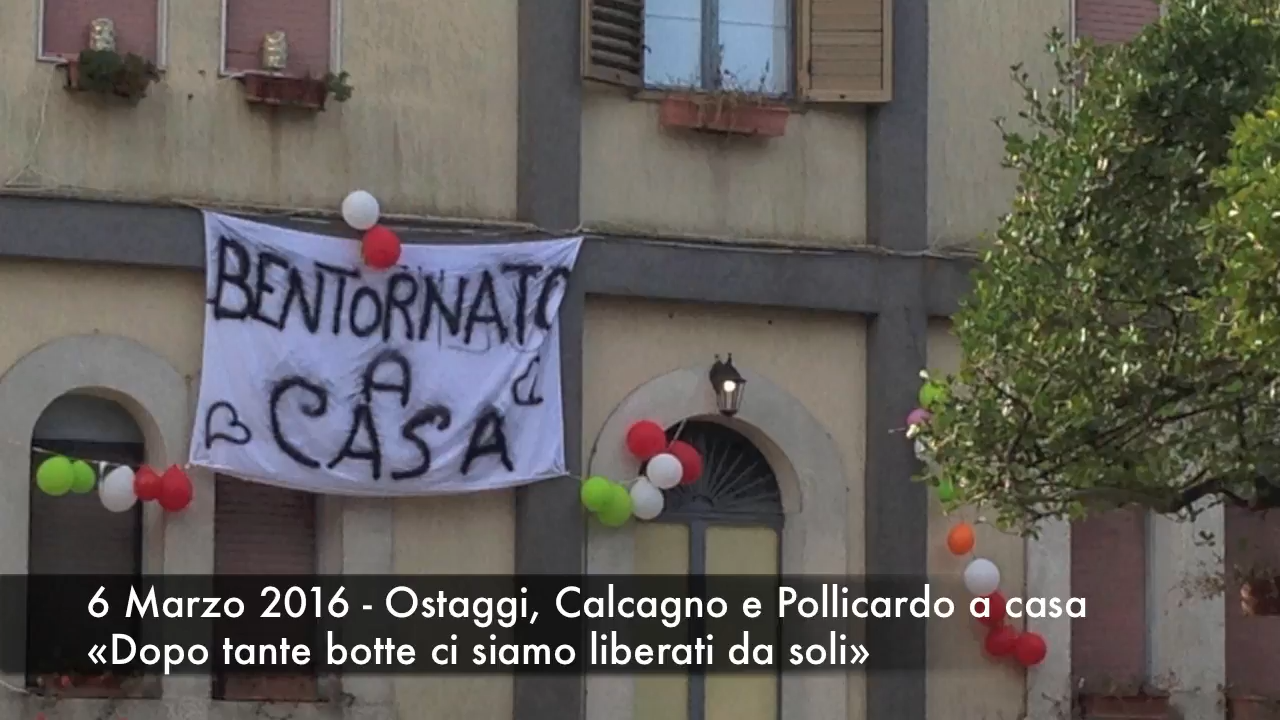 BENTORNATO
A
CASA
6 Marzo 2016 - Ostaggi, Calcagno e Pollicardo a casa
«Dopo tante botte ci siamo liberati da soli»